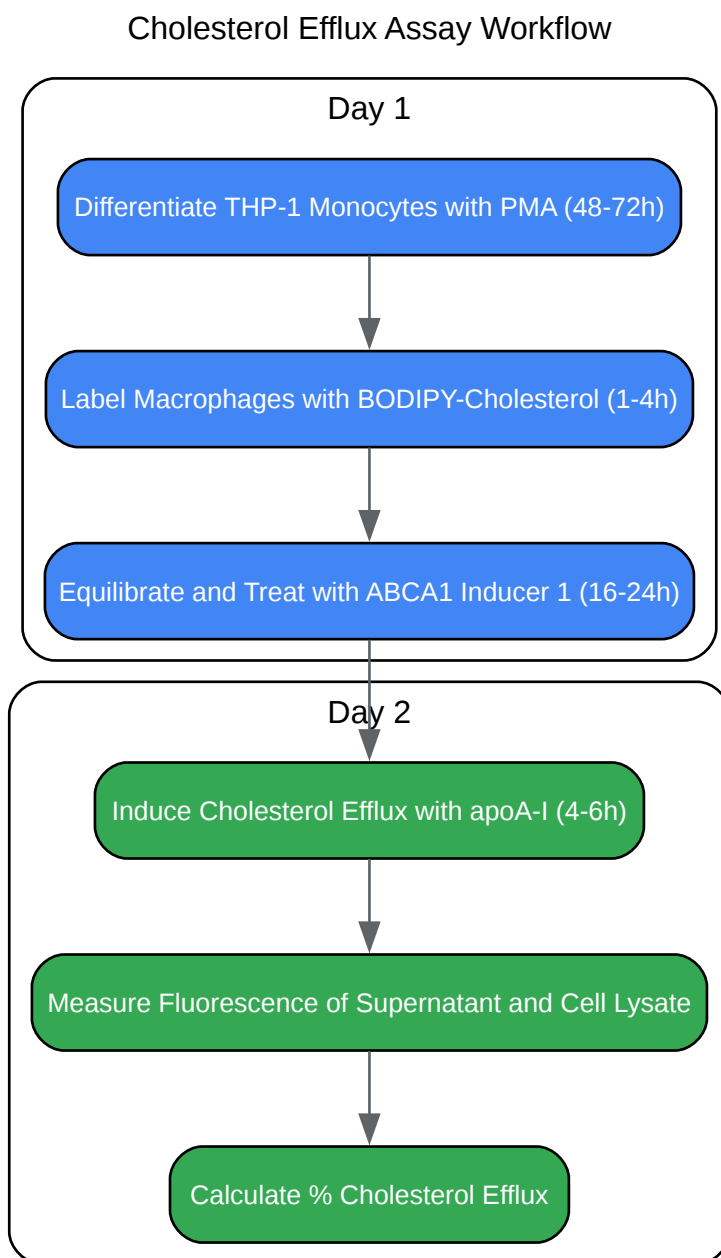 Cholesterol Efflux Assay Workflow
Day 1
Differentiate THP-1 Monocytes with PMA (48-72h)
Label Macrophages with BODIPY-Cholesterol (1-4h)
Equilibrate and Treat with ABCA1 Inducer 1 (16-24h)
Day 2
Induce Cholesterol Efflux with apoA-I (4-6h)
Measure Fluorescence of Supernatant and Cell Lysate
Calculate % Cholesterol Efflux